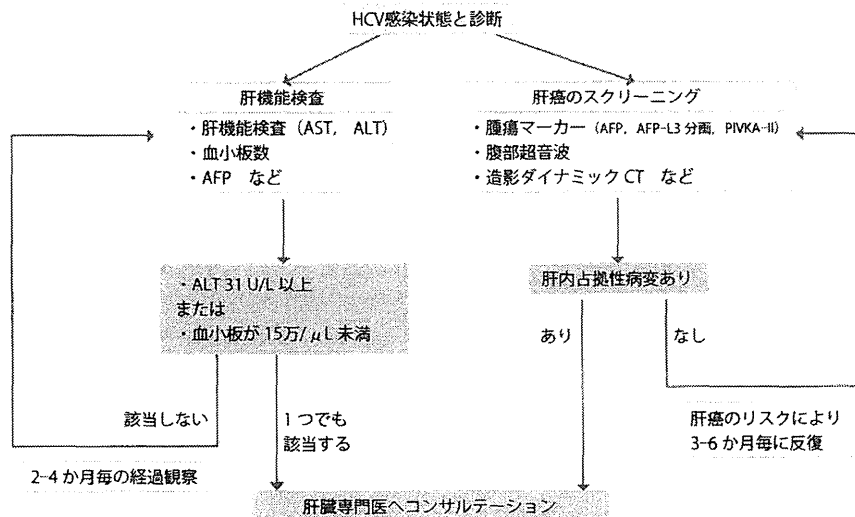 HCV感染状態と診断
肝機能検査
・肝機能検査（AST, ALT）
・血小板数
・AFP など
肝癌のスクリーニング
・腫瘍マーカー（AFP, AFP-L3 分画, PIVKA-II）
・腹部超音波
・造影ダイナミック CT など
・ALT 31 U/L 以上
または
・血小板が 15万/μL 未満
肝内占拠性病変あり
あり
なし
該当しない
1 つでも
該当する
肝癌のリスクにより
3-6 か月毎に反復
2-4 か月毎の経過観察
肝臓専門医へコンサルテーション